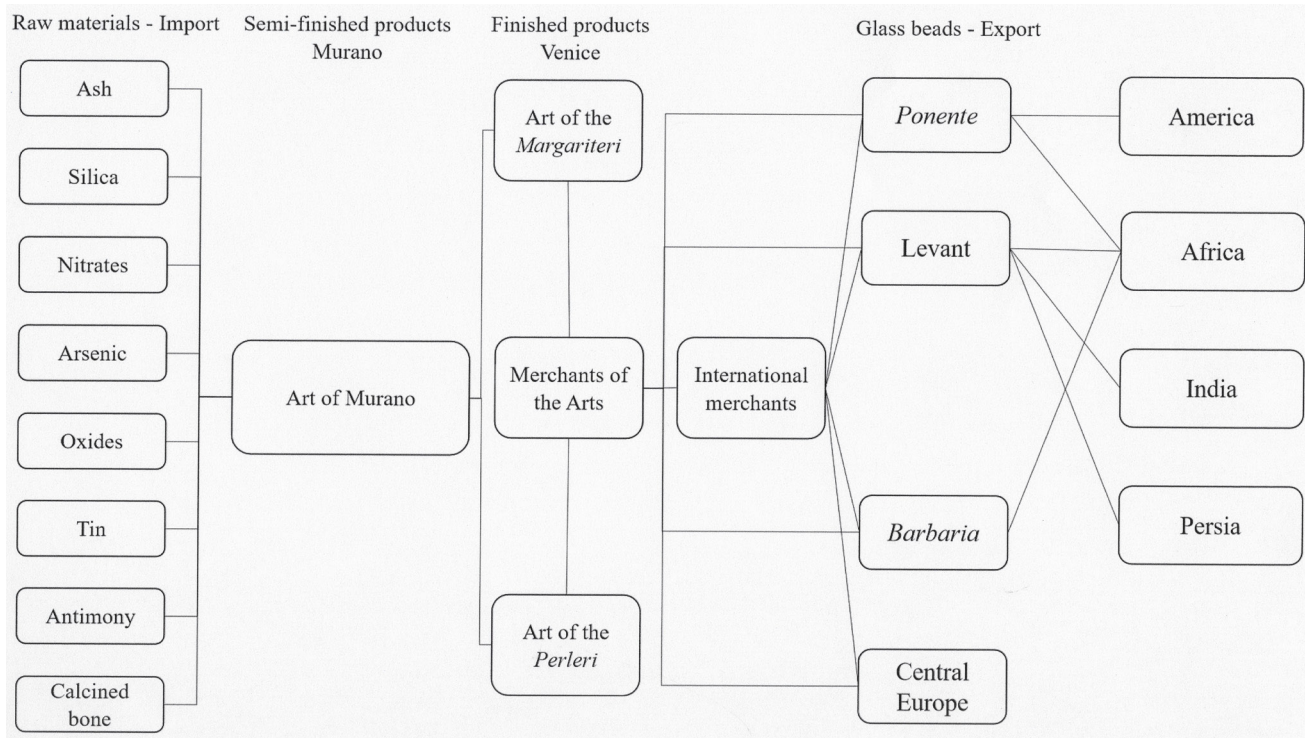 Raw materials - Import
Semi-finished products
Murano
Finished products
Venice
Glass beads - Export
Ash
Silica
Nitrates
Arsenic
Oxides
Tin
Antimony
Calcined
bone
Art of Murano
Art of the
Margariteri
Merchants of
the Arts
Art of the
Perleri
International
merchants
Ponente
Levant
Barbaria
Central
Europe
America
Africa
India
Persia